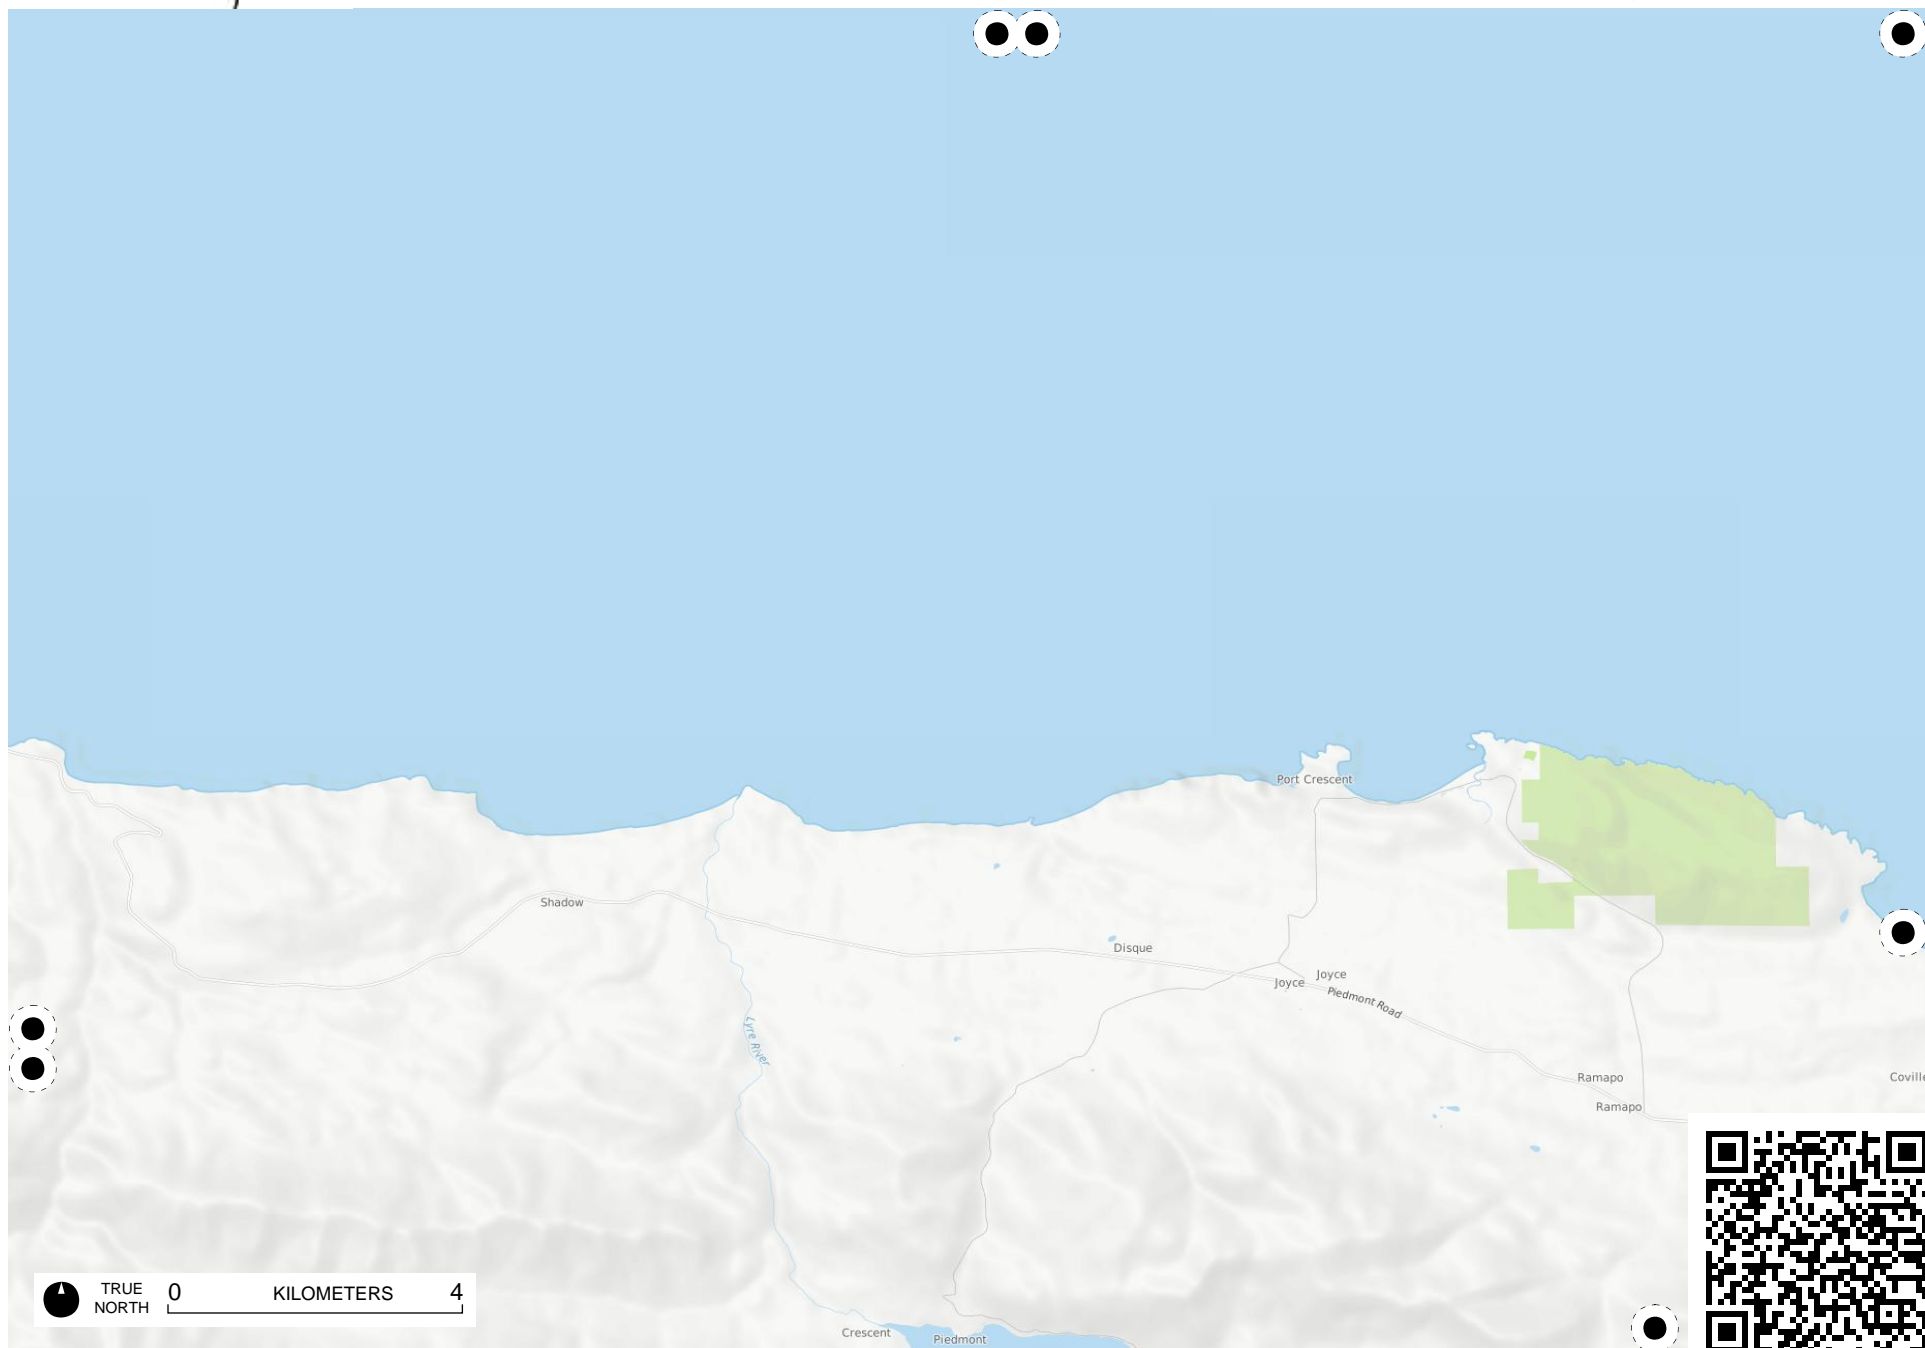 Port Crescent
Shadow
Disque
Joyce
Joyce
Piedmont Road
Lyre River
Ramapo
Ramapo
Coville
TRUE NORTH
0 KILOMETERS 4
Crescent
Piedmont